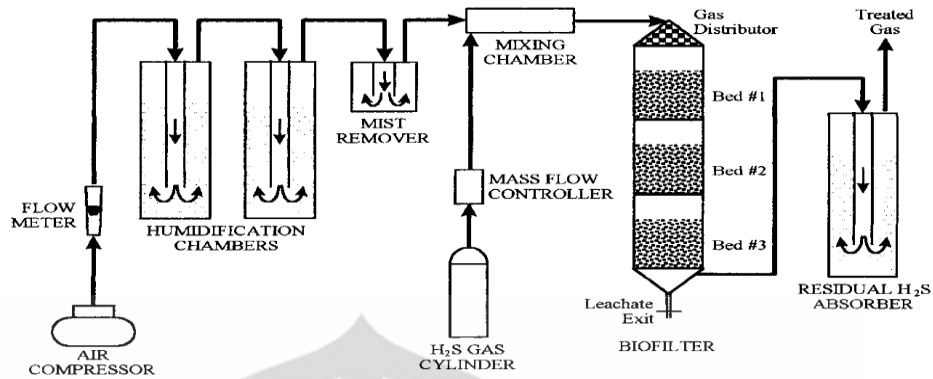 FLOW
METER
AIR
COMPRESSOR
HUMIDIFICATION
CHAMBERS
MIST
REMOVER
MIXING
CHAMBER
MASS FLOW
CONTROLLER
H₂S GAS
CYLINDER
Gas
Distributor
Bed #1
Bed #2
Bed #3
Leachate
Exit
BIOFILTER
Treated
Gas
RESIDUAL H₂S
ABSORBER